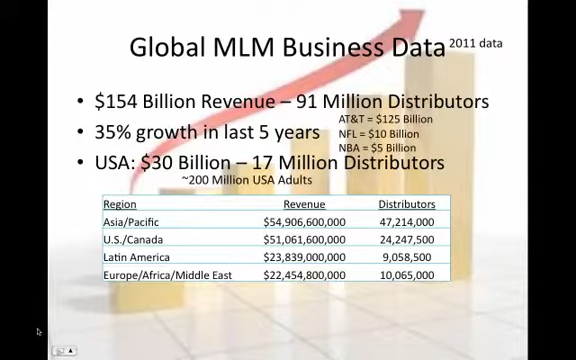 Global MLM Business Data 2011 data
• $154 Billion Revenue – 91 Million Distributors
AT&T = $125 Billion
• 35% growth in last 5 years
NFL = $10 Billion
NBA = $5 Billion
• USA: $30 Billion – 17 Million Distributors
~200 Million USA Adults
Region Revenue Distributors
Asia/Pacific $54,906,600,000 47,214,000
U.S./Canada $51,061,600,000 24,247,500
Latin America $23,839,000,000 9,058,500
Europe/Africa/Middle East $22,454,800,000 10,065,000